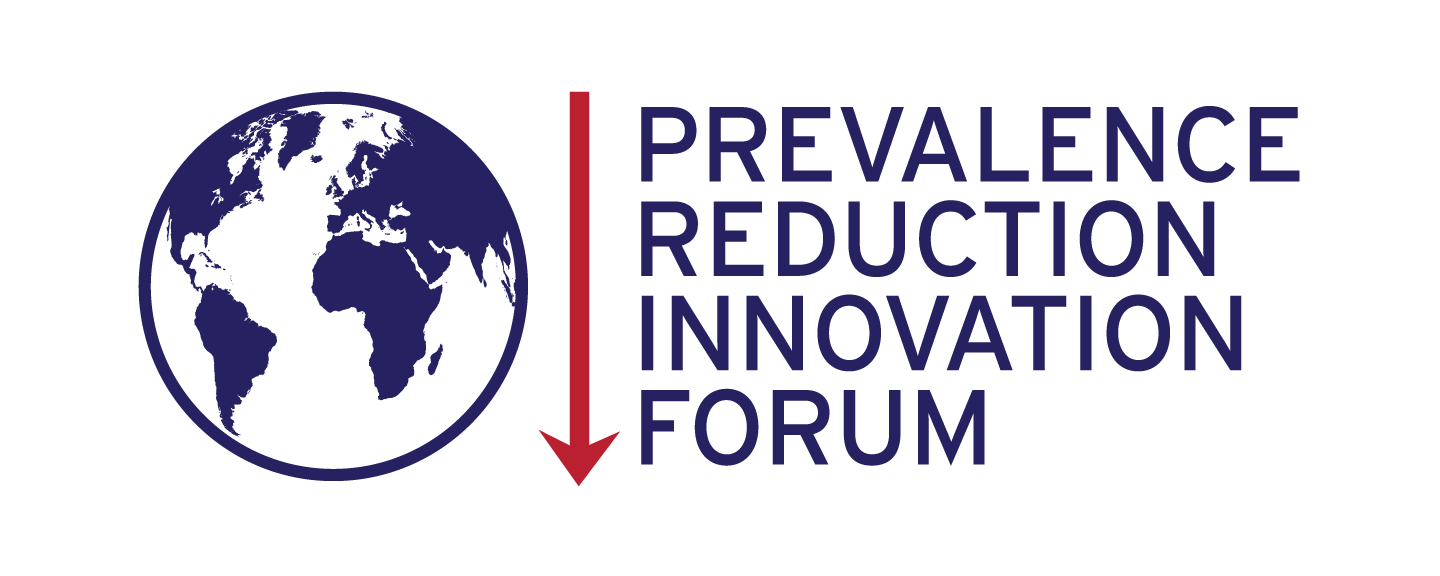 PREVALENCE
REDUCTION
INNOVATION
FORUM